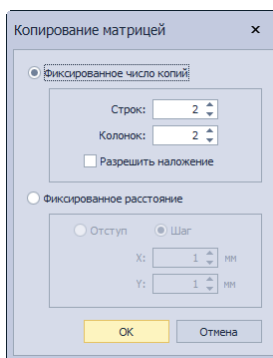 Копирование матрицей
Фиксированное число копий
Строк: 2
Колонок: 2
Разрешить наложение
Фиксированное расстояние
Отступ Шаг
X: 1 мм
Y: 1 мм
OK Отмена